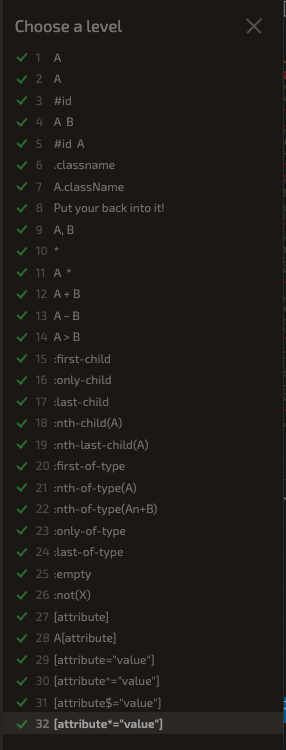 Choose a level
1 A
2 A
3 #id
4 A B
5 #id A
6 .classname
7 A.className
8 Put your back into it!
9 A, B
10 *
11 A *
12 A + B
13 A ~ B
14 A > B
15 :first-child
16 :only-child
17 :last-child
18 :nth-child(A)
19 :nth-last-child(A)
20 :first-of-type
21 :nth-of-type(A)
22 :nth-of-type(An+B)
23 :only-of-type
24 :last-of-type
25 :empty
26 :not(X)
27 [attribute]
28 A[attribute]
29 [attribute="value"]
30 [attribute^="value"]
31 [attribute$="value"]
32 [attribute*="value"]